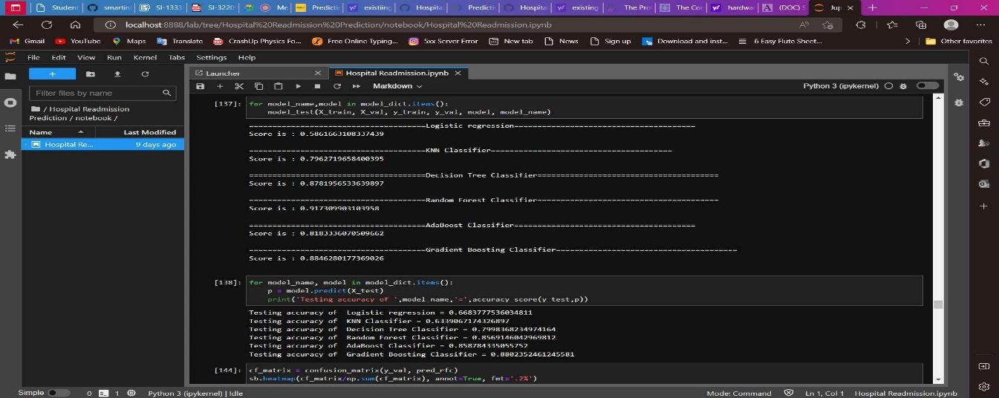 Studen
smartin
SI-1333
SI-3220
Me
Predicti
existiing
Hospita
Predictio
Hospita
existing
The Pro
The Cor
hardwar
(DOC) S
Jup
localhost:8888/lab/tree/Hospital%20Readmission%20Prediction/notebook/Hospital%20Readmission.ipynb
Gmail
YouTube
Maps
Translate
CrashUp Physics Fo...
Free Online Typing...
5xx Server Error
New tab
News
Sign up
Download and inst...
6 Easy Flute Sheet...
Other favorites
File Edit View Run Kernel Tabs Settings Help
Launcher
Hospital Readmission.ipynb
Filter files by name
/ Hospital Readmission
Prediction / notebook /
Name Last Modified
Hospital Re... 9 days ago
Markdown
Python 3 (ipykernel)
[137]: for model_name,model in model_dict.items():
model_test(X_train, X_val, y_train, y_val, model, model_name)
======================================Logistic regression=======================================
Score is : 0.5861663108337439
======================================KNN Classifier=======================================
Score is : 0.7962719658400395
======================================Decision Tree Classifier=======================================
Score is : 0.8781956533639897
======================================Random Forest Classifier=======================================
Score is : 0.917309903103958
======================================AdaBoost Classifier=======================================
Score is : 0.8183336070509662
======================================Gradient Boosting Classifier=======================================
Score is : 0.8846280177369026
[138]: for model_name, model in model_dict.items():
p = model.predict(X_test)
print('Testing accuracy of ',model_name,'=',accuracy_score(y_test,p))
Testing accuracy of  Logistic regression = 0.6683777536034811
Testing accuracy of  KNN Classifier = 0.6339067174326897
Testing accuracy of  Decision Tree Classifier = 0.7998368234974164
Testing accuracy of  Random Forest Classifier = 0.8569146042969812
Testing accuracy of  AdaBoost Classifier = 0.858784335055752
Testing accuracy of  Gradient Boosting Classifier = 0.8802352461245581
[144]: cf_matrix = confusion_matrix(y_val, pred_rfc)
sb.heatmap(cf_matrix/np.sum(cf_matrix), annot=True, fmt='.2%')
Simple 0 1 Python 3 (ipykernel) | Idle
Mode: Command Ln 1, Col 1 Hospital Readmission.ipynb